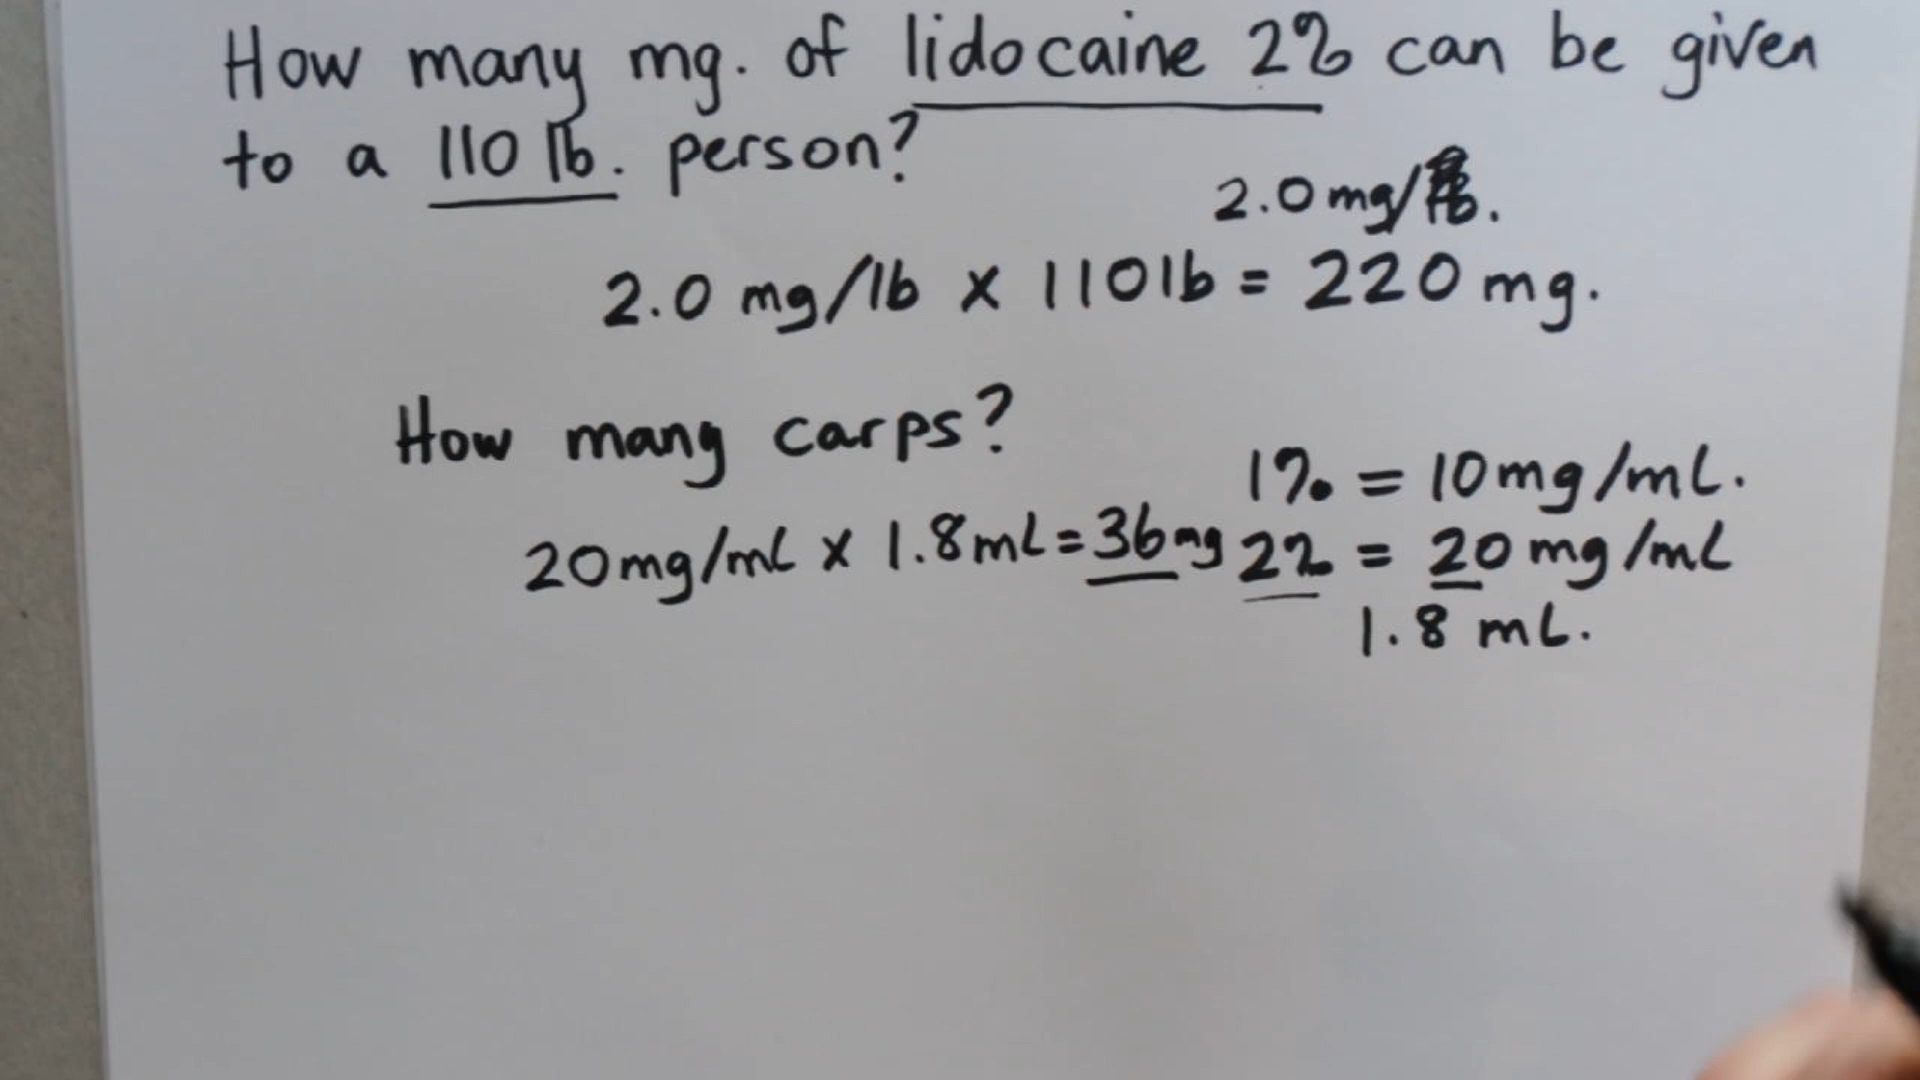 How many mg. of lidocaine 2% can be given
to a 110 lb. person?
2.0 mg/lb.
2.0 mg/lb x 110 lb = 220 mg.
How many carps?
1% = 10 mg/mL.
20 mg/mL x 1.8 mL = 36 mg
2% = 20 mg/mL
1.8 mL.